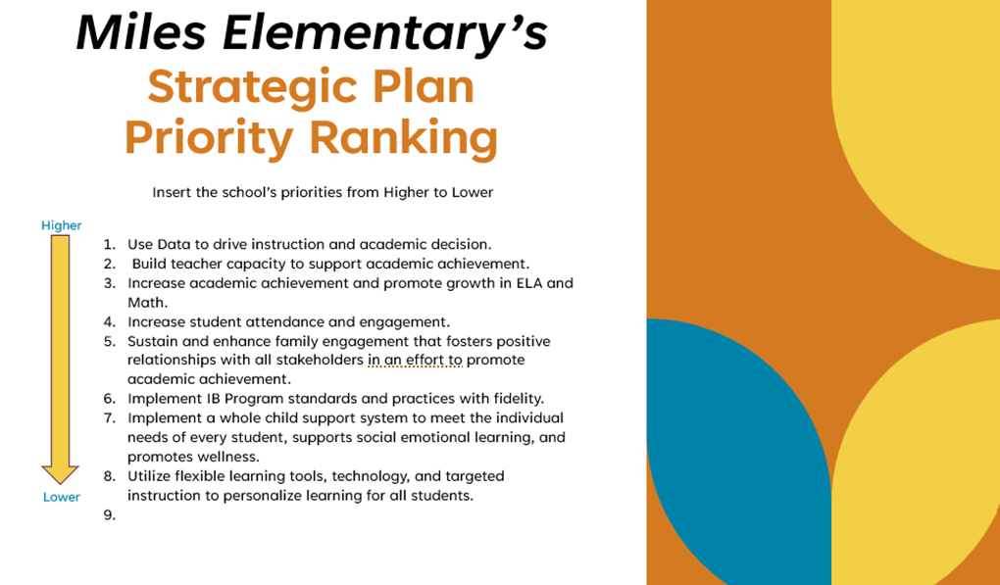 Miles Elementary's
Strategic Plan
Priority Ranking
Insert the school's priorities from Higher to Lower
Higher
1. Use Data to drive instruction and academic decision.
2. Build teacher capacity to support academic achievement.
3. Increase academic achievement and promote growth in ELA and
Math.
4. Increase student attendance and engagement.
5. Sustain and enhance family engagement that fosters positive
relationships with all stakeholders in an effort to promote
academic achievement.
6. Implement IB Program standards and practices with fidelity.
7. Implement a whole child support system to meet the individual
needs of every student, supports social emotional learning, and
promotes wellness.
8. Utilize flexible learning tools, technology, and targeted
instruction to personalize learning for all students.
9.
Lower